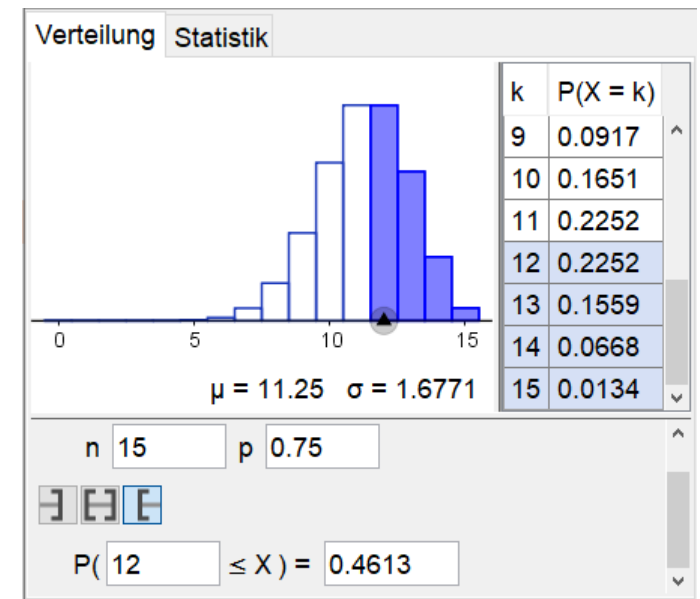 Verteilung Statistik
k P(X = k)
9 0.0917
10 0.1651
11 0.2252
12 0.2252
13 0.1559
14 0.0668
15 0.0134
0 5 10 15
μ = 11.25 σ = 1.6771
n 15 p 0.75
P( 12 ≤ X ) = 0.4613